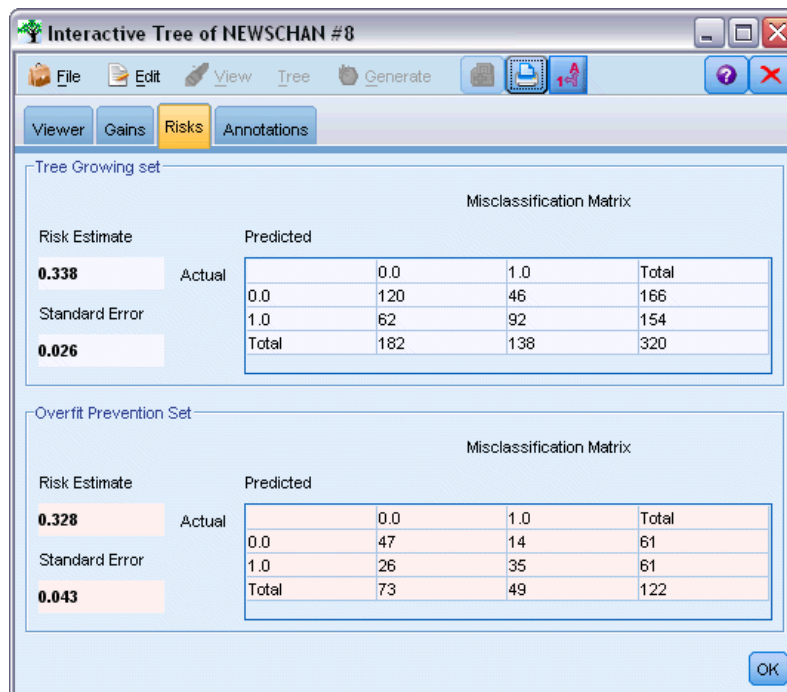 Interactive Tree of NEWSCHAN #8
File Edit View Tree Generate
Viewer Gains Risks Annotations
Tree Growing set
Misclassification Matrix
Risk Estimate Predicted
0.338 Actual 0.0 1.0 Total
0.0 120 46 166
Standard Error 1.0 62 92 154
0.026 Total 182 138 320
Overfit Prevention Set
Misclassification Matrix
Risk Estimate Predicted
0.328 Actual 0.0 1.0 Total
0.0 47 14 61
Standard Error 1.0 26 35 61
0.043 Total 73 49 122
OK